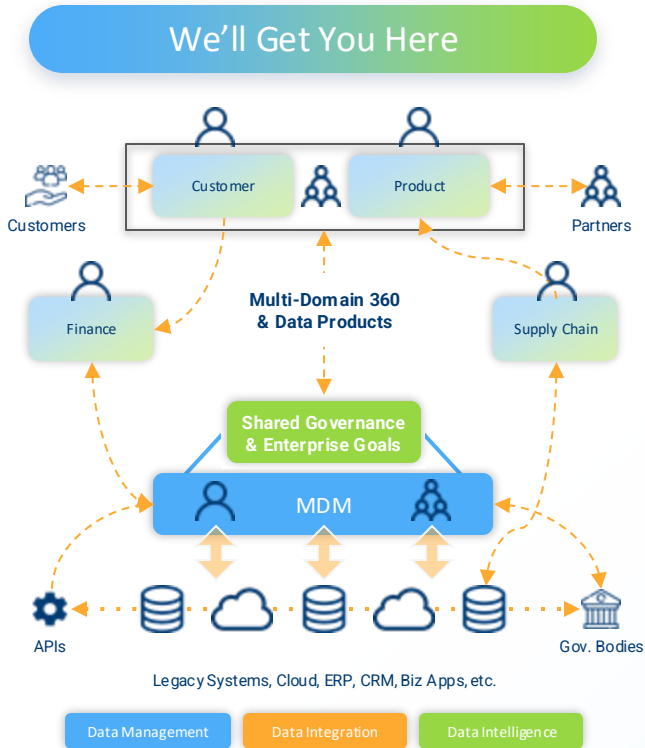 We’ll Get You Here
Customer
Product
Customers
Partners
Multi-Domain 360
& Data Products
Finance
Supply Chain
Shared Governance
& Enterprise Goals
MDM
APIs
Gov. Bodies
Legacy Systems, Cloud, ERP, CRM, Biz Apps, etc.
Data Management
Data Integration
Data Intelligence